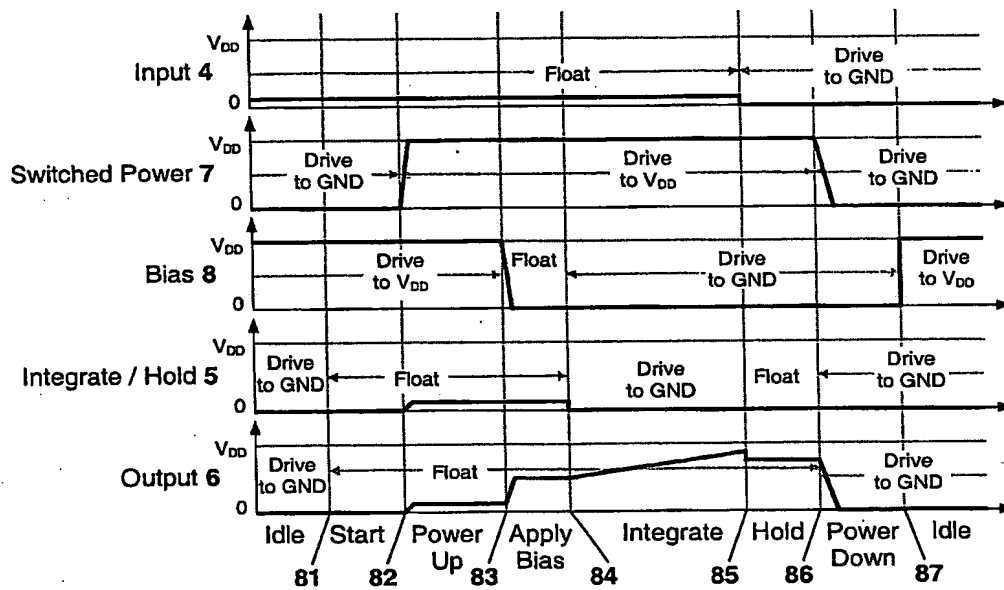 V_DD
Input 4
0
Float
Drive
to GND
V_DD
Switched Power 7
0
Drive
to GND
Drive
to V_DD
Drive
to GND
V_DD
Bias 8
0
Drive
to V_DD
Float
Drive
to GND
Drive
to V_DD
V_DD
Integrate / Hold 5
0
Drive
to GND
Float
Drive
to GND
Float
Drive
to GND
V_DD
Output 6
0
Drive
to GND
Float
Drive
to GND
Idle
Start
Power
Up
Apply
Bias
Integrate
Hold
Power
Down
Idle
81
82
83
84
85
86
87